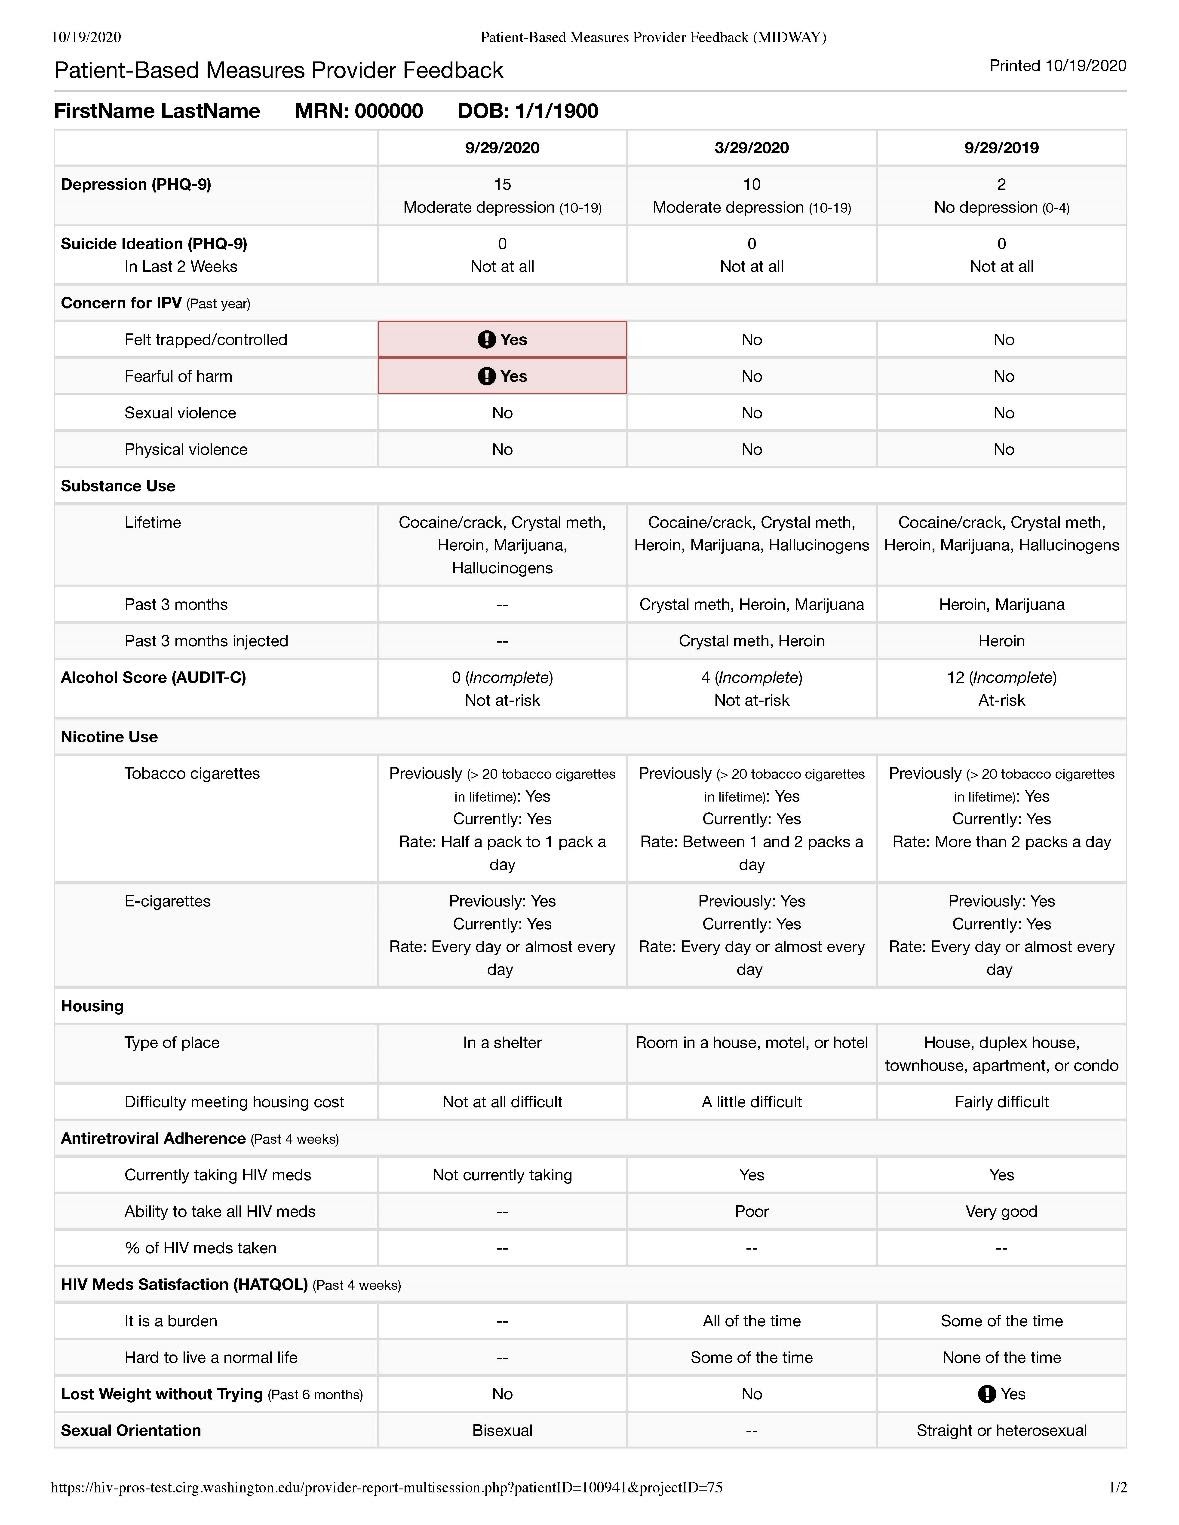 10/19/2020 Patient-Based Measures Provider Feedback (MIDWAY)
Patient-Based Measures Provider Feedback Printed 10/19/2020
FirstName LastName MRN: 000000 DOB: 1/1/1900
9/29/2020 3/29/2020 9/29/2019
Depression (PHQ-9) 15 10 2
Moderate depression (10-19) Moderate depression (10-19) No depression (0-4)
Suicide Ideation (PHQ-9) 0 0 0
In Last 2 Weeks Not at all Not at all Not at all
Concern for IPV (Past year)
Felt trapped/controlled ! Yes No No
Fearful of harm ! Yes No No
Sexual violence No No No
Physical violence No No No
Substance Use
Lifetime Cocaine/crack, Crystal meth, Cocaine/crack, Crystal meth, Cocaine/crack, Crystal meth,
Heroin, Marijuana, Heroin, Marijuana, Hallucinogens Heroin, Marijuana, Hallucinogens
Hallucinogens
Past 3 months -- Crystal meth, Heroin, Marijuana Heroin, Marijuana
Past 3 months injected -- Crystal meth, Heroin Heroin
Alcohol Score (AUDIT-C) 0 (Incomplete) 4 (Incomplete) 12 (Incomplete)
Not at-risk Not at-risk At-risk
Nicotine Use
Tobacco cigarettes Previously (> 20 tobacco cigarettes Previously (> 20 tobacco cigarettes Previously (> 20 tobacco cigarettes
in lifetime): Yes in lifetime): Yes in lifetime): Yes
Currently: Yes Currently: Yes Currently: Yes
Rate: Half a pack to 1 pack a Rate: Between 1 and 2 packs a Rate: More than 2 packs a day
day day
E-cigarettes Previously: Yes Previously: Yes Previously: Yes
Currently: Yes Currently: Yes Currently: Yes
Rate: Every day or almost every Rate: Every day or almost every Rate: Every day or almost every
day day day
Housing
Type of place In a shelter Room in a house, motel, or hotel House, duplex house,
townhouse, apartment, or condo
Difficulty meeting housing cost Not at all difficult A little difficult Fairly difficult
Antiretroviral Adherence (Past 4 weeks)
Currently taking HIV meds Not currently taking Yes Yes
Ability to take all HIV meds -- Poor Very good
% of HIV meds taken -- -- --
HIV Meds Satisfaction (HATQOL) (Past 4 weeks)
It is a burden -- All of the time Some of the time
Hard to live a normal life -- Some of the time None of the time
Lost Weight without Trying (Past 6 months) No No ! Yes
Sexual Orientation Bisexual -- Straight or heterosexual
https://hiv-pros-test.cirg.washington.edu/provider-report-multisession.php?patientID=100941&projectID=75 1/2